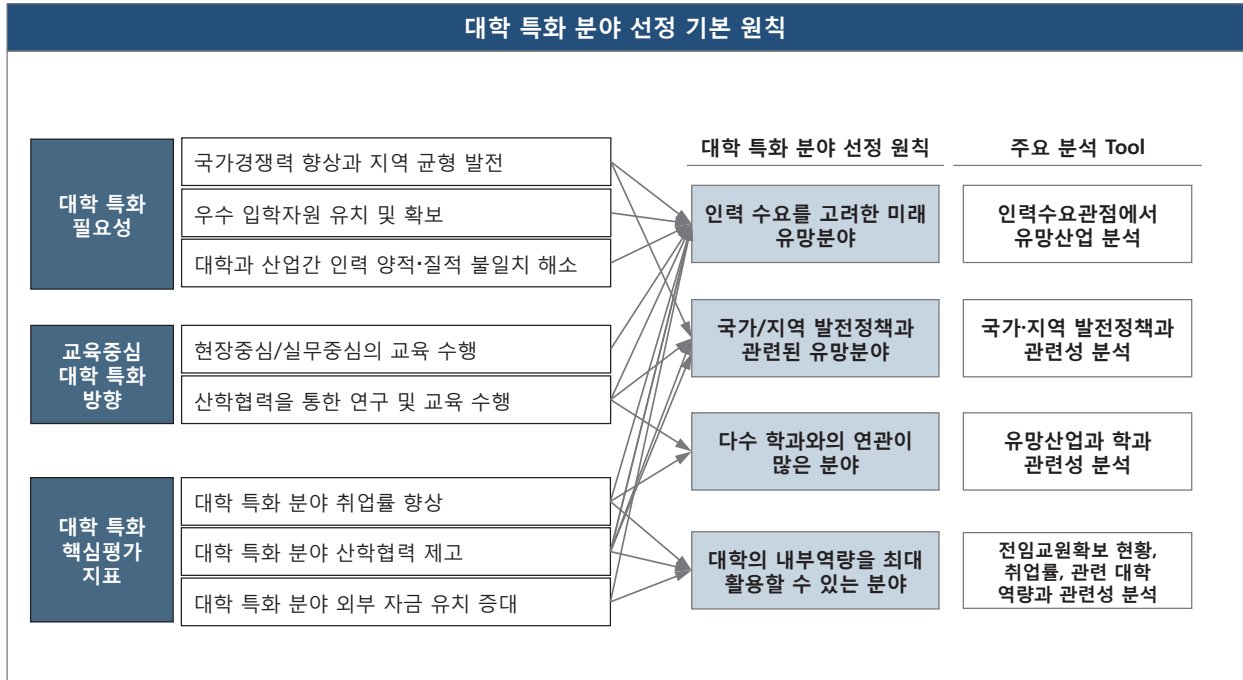 대학 특화 분야 선정 기본 원칙
대학 특화 분야 선정 원칙
주요 분석 Tool
대학 특화
필요성
국가경쟁력 향상과 지역 균형 발전
우수 입학자원 유치 및 확보
대학과 산업간 인력 양적·질적 불일치 해소
교육중심
대학 특화
방향
현장중심/실무중심의 교육 수행
산학협력을 통한 연구 및 교육 수행
대학 특화
핵심평가
지표
대학 특화 분야 취업률 향상
대학 특화 분야 산학협력 제고
대학 특화 분야 외부 자금 유치 증대
인력 수요를 고려한 미래
유망분야
인력수요관점에서
유망산업 분석
국가/지역 발전정책과
관련된 유망분야
국가·지역 발전정책과
관련성 분석
다수 학과와의 연관이
많은 분야
유망산업과 학과
관련성 분석
대학의 내부역량을 최대
활용할 수 있는 분야
전임교원확보 현황,
취업률, 관련 대학
역량과 관련성 분석